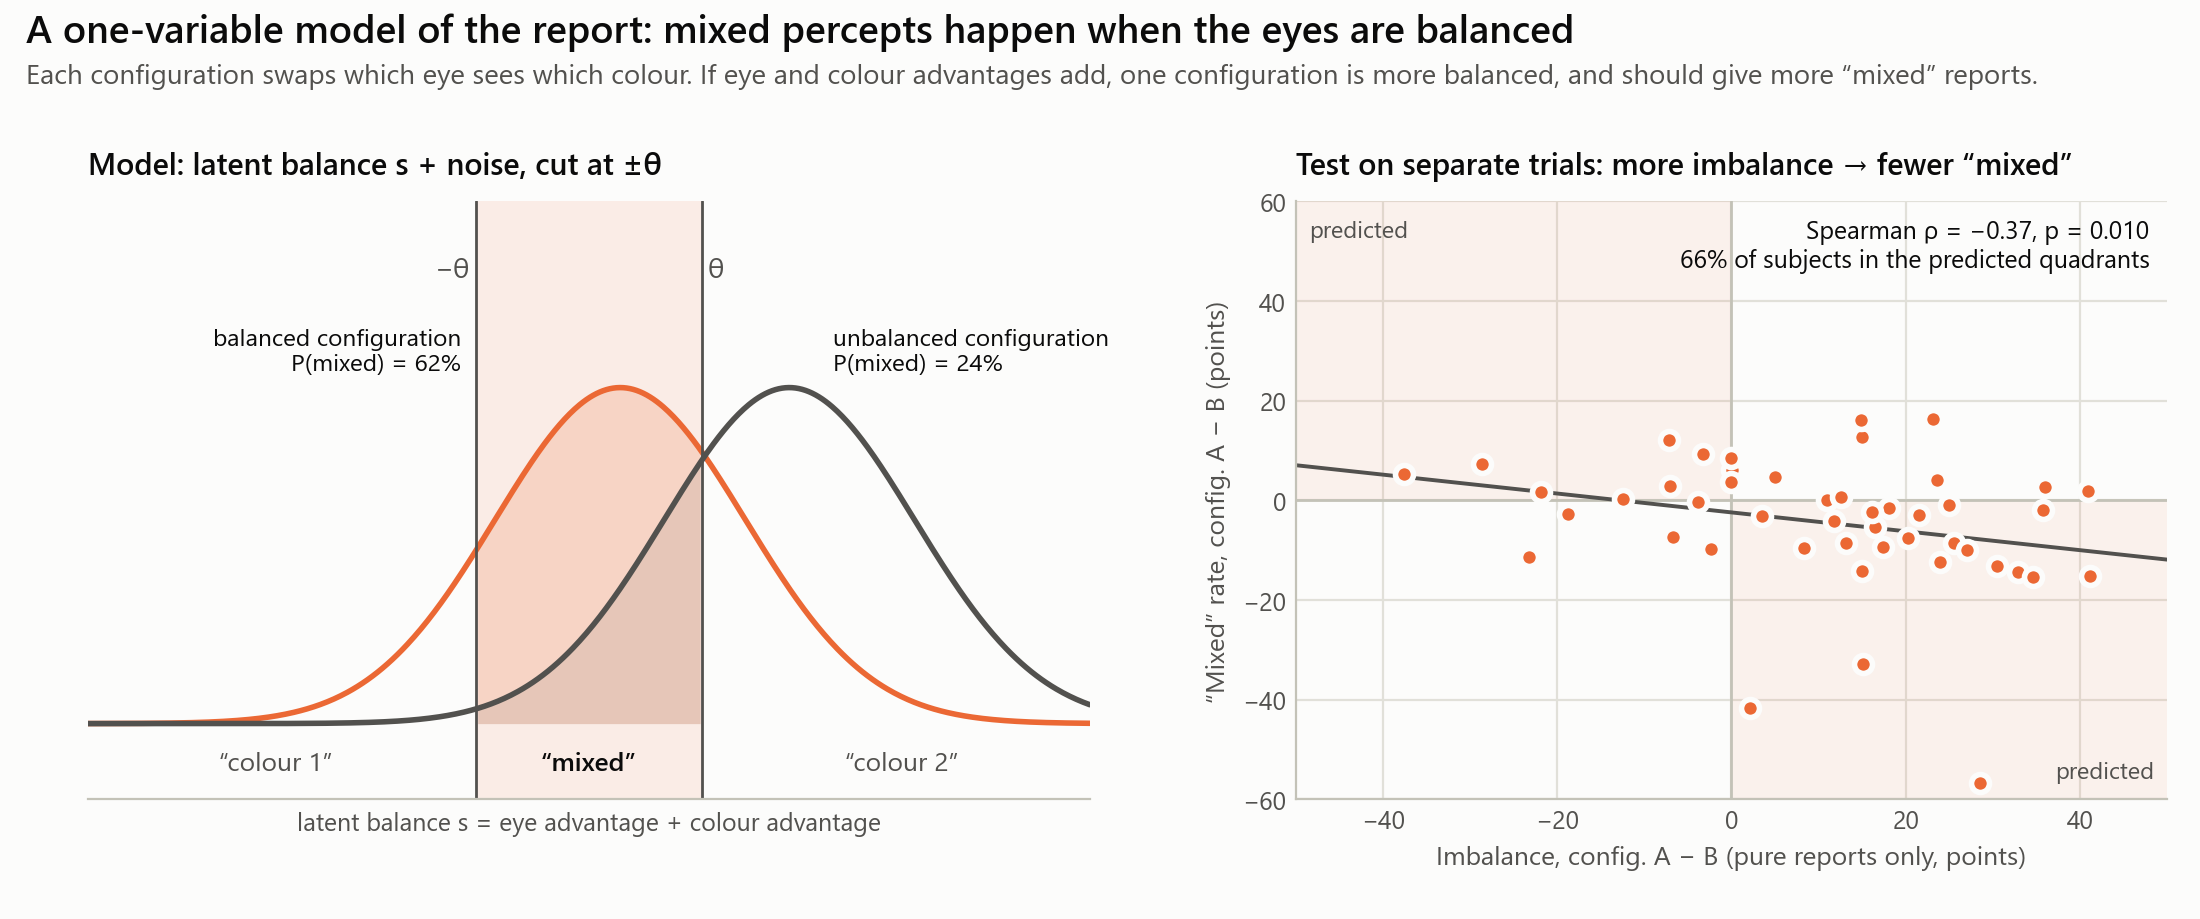 A one-variable model of the report: mixed percepts happen when the eyes are balanced
Each configuration swaps which eye sees which colour. If eye and colour advantages add, one configuration is more balanced, and should give more “mixed” reports.
Model: latent balance s + noise, cut at ±θ
−θ
θ
balanced configuration
P(mixed) = 62%
unbalanced configuration
P(mixed) = 24%
“colour 1”
“mixed”
“colour 2”
latent balance s = eye advantage + colour advantage
Test on separate trials: more imbalance → fewer “mixed”
predicted
Spearman ρ = −0.37, p = 0.010
66% of subjects in the predicted quadrants
60
40
20
0
−20
−40
−60
“Mixed” rate, config. A − B (points)
predicted
−40
−20
0
20
40
Imbalance, config. A − B (pure reports only, points)